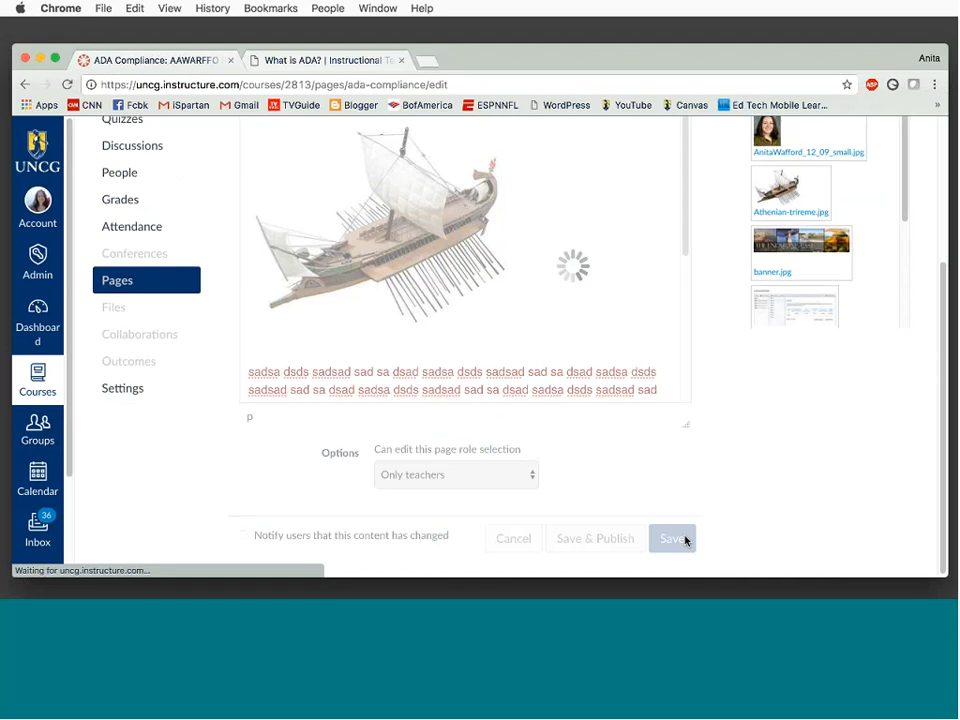 Chrome File Edit View History Bookmarks People Window Help
ADA Compliance: AAWARFFO
What is ADA? | Instructional Te
Anita
https://uncg.instructure.com/courses/2813/pages/ada-compliance/edit
ABP
Apps CNN Fcbk iSpartan Gmail TVGuide Blogger BofAmerica ESPNNFL WordPress YouTube Canvas Ed Tech Mobile Lear... »
UNCG
Account
Admin
Dashboar
d
Courses
Groups
Calendar
36
Inbox
Quizzes
Discussions
People
Grades
Attendance
Conferences
Pages
Files
Collaborations
Outcomes
Settings
sadsa dsds sadsad sad sa dsad sadsa dsds sadsad sad sa dsad sadsa dsds
sadsad sad sa dsad sadsa dsds sadsad sad sa dsad sadsa dsds sadsad sad
p
Options
Can edit this page role selection
Only teachers
Notify users that this content has changed
Cancel
Save & Publish
Save
AnitaWafford_12_09_small.jpg
Athenian-trireme.jpg
banner.jpg
Waiting for uncg.instructure.com...